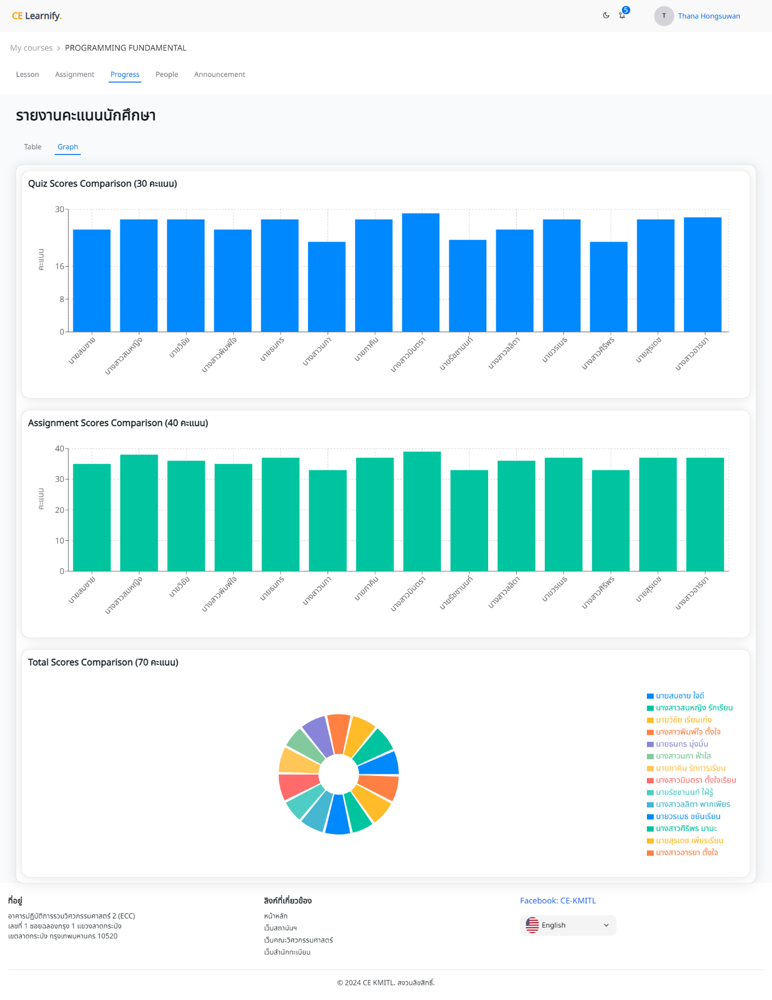 CE Learnify.
5
T
Thana Hongsuwan
My courses > PROGRAMMING FUNDAMENTAL
Lesson Assignment Progress People Announcement
รายงานคะแนนนักศึกษา
Table Graph
Quiz Scores Comparison (30 คะแนน)
30
16
8
0
คะแนน
นายสมชาย นางสาวสมหญิง นายวิชัย นางสาวพิมพ์ใจ นายธนกร นางสาวนภา นายภาคิน นางสาวมินตรา นายรัชชานนท์ นางสาวลลิตา นายวรเมธ นางสาวศิริพร นายสุรเดช นางสาวอารยา
Assignment Scores Comparison (40 คะแนน)
40
30
20
10
0
คะแนน
นายสมชาย นางสาวสมหญิง นายวิชัย นางสาวพิมพ์ใจ นายธนกร นางสาวนภา นายภาคิน นางสาวมินตรา นายรัชชานนท์ นางสาวลลิตา นายวรเมธ นางสาวศิริพร นายสุรเดช นางสาวอารยา
Total Scores Comparison (70 คะแนน)
นายสมชาย ใจดี
นางสาวสมหญิง รักเรียน
นายวิชัย เรียนเก่ง
นางสาวพิมพ์ใจ ตั้งใจ
นายธนกร มุ่งมั่น
นางสาวนภา ฟ้าใส
นายภาคิน รักการเรียน
นางสาวมินตรา ตั้งใจเรียน
นายรัชชานนท์ ใฝ่รู้
นางสาวลลิตา พากเพียร
นายวรเมธ ขยันเรียน
นางสาวศิริพร มานะ
นายสุรเดช เพียรเรียน
นางสาวอารยา ตั้งใจ
ที่อยู่
อาคารปฏิบัติการรวมวิศวกรรมศาสตร์ 2 (ECC)
เลขที่ 1 ซอยฉลองกรุง 1 แขวงลาดกระบัง
เขตลาดกระบัง กรุงเทพมหานคร 10520
ลิงก์ที่เกี่ยวข้อง
หน้าหลัก
เว็บสถาบันฯ
เว็บคณะวิศวกรรมศาสตร์
เว็บสำนักทะเบียน
Facebook: CE-KMITL
English
© 2024 CE KMITL. สงวนลิขสิทธิ์.